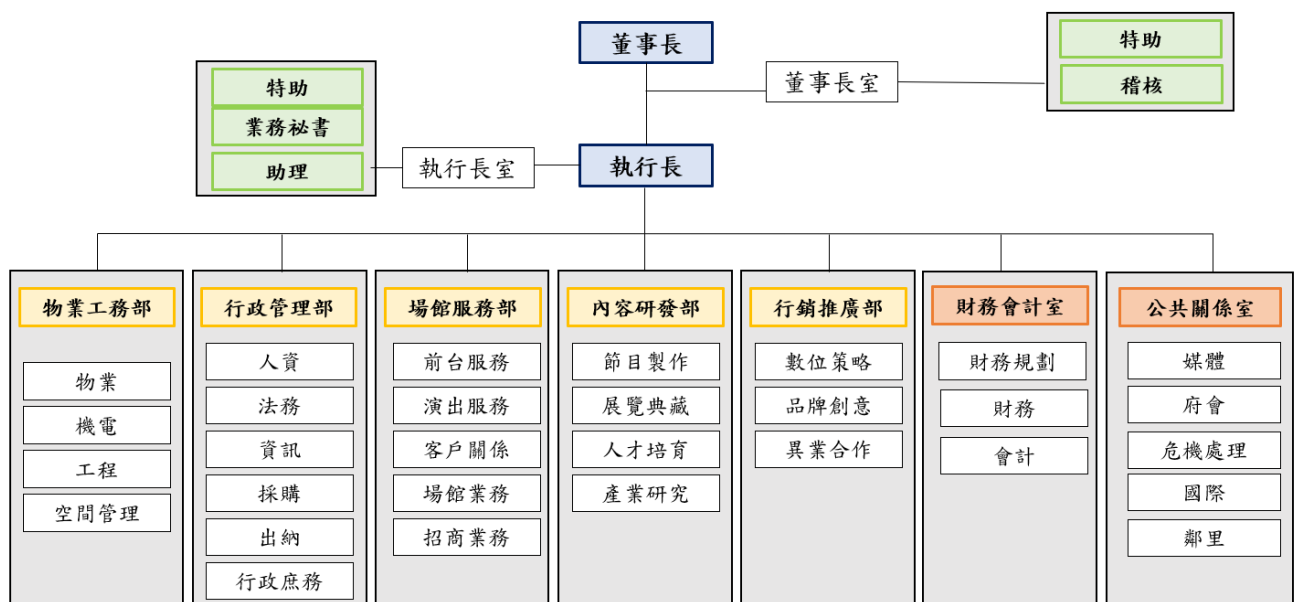 董事長
董事長室
特助
稽核
特助
業務祕書
助理
執行長室
執行長
物業工務部
物業
機電
工程
空間管理
行政管理部
人資
法務
資訊
採購
出納
行政庶務
場館服務部
前台服務
演出服務
客戶關係
場館業務
招商業務
內容研發部
節目製作
展覽典藏
人才培育
產業研究
行銷推廣部
數位策略
品牌創意
異業合作
財務會計室
財務規劃
財務
會計
公共關係室
媒體
府會
危機處理
國際
鄰里